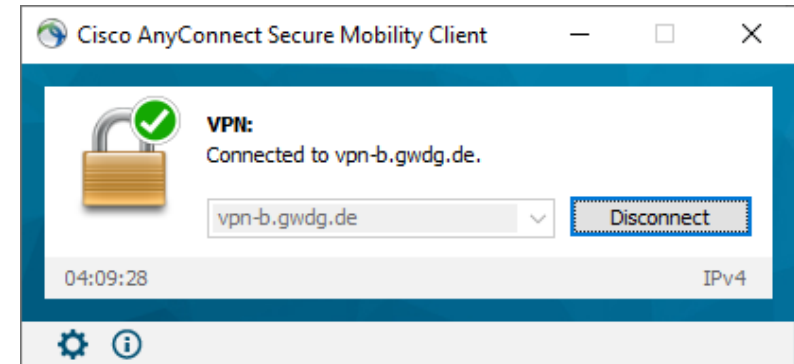 Cisco AnyConnect Secure Mobility Client
VPN:
Connected to vpn-b.gwdg.de.
vpn-b.gwdg.de
Disconnect
04:09:28
IPv4